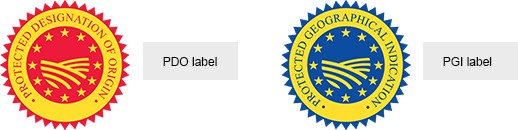 PROTECTED DESIGNATION OF ORIGIN
PDO label
PROTECTED GEOGRAPHICAL INDICATION
PGI label